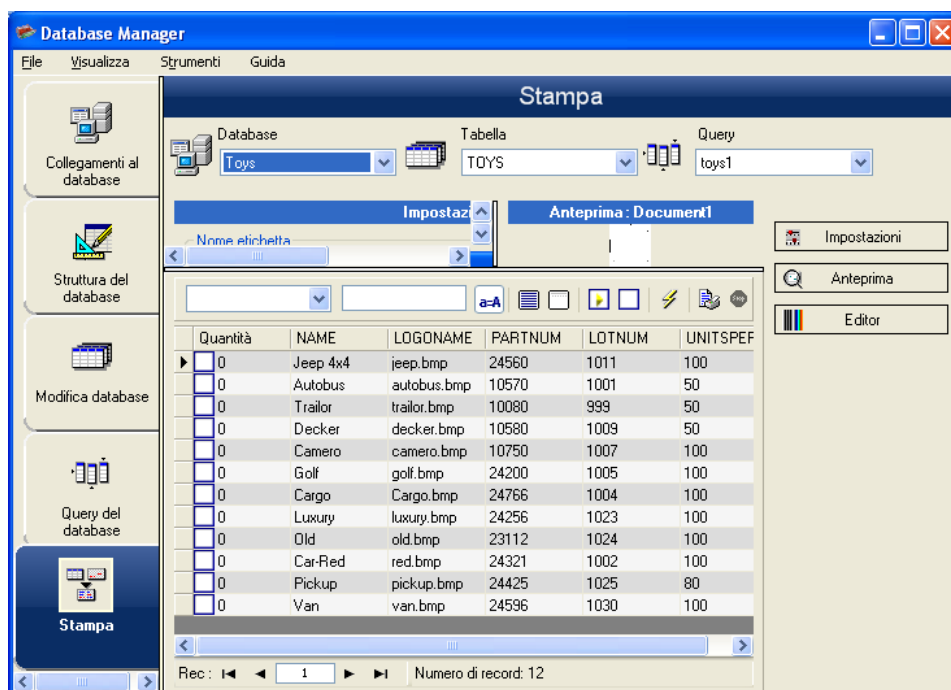 Database Manager
File Visualizza Strumenti Guida
Stampa
Collegamenti al
database
Struttura del
database
Modifica database
Query del
database
Stampa
Database Tabella Query
Toys TOYS toys1
Impostazi Anteprima : Document1
Nome etichetta
Impostazioni
Anteprima
Editor
a=A Stop
Quantità NAME LOGONAME PARTNUM LOTNUM UNITSPER
0 Jeep 4x4 jeep.bmp 24560 1011 100
0 Autobus autobus.bmp 10570 1001 50
0 Trailor trailor.bmp 10080 999 50
0 Decker decker.bmp 10580 1009 50
0 Camero camero.bmp 10750 1007 100
0 Golf golf.bmp 24200 1005 100
0 Cargo Cargo.bmp 24766 1004 100
0 Luxury luxury.bmp 24256 1023 100
0 Old old.bmp 23112 1024 100
0 Car-Red red.bmp 24321 1002 100
0 Pickup pickup.bmp 24425 1025 80
0 Van van.bmp 24596 1030 100
Rec : 1 Numero di record: 12